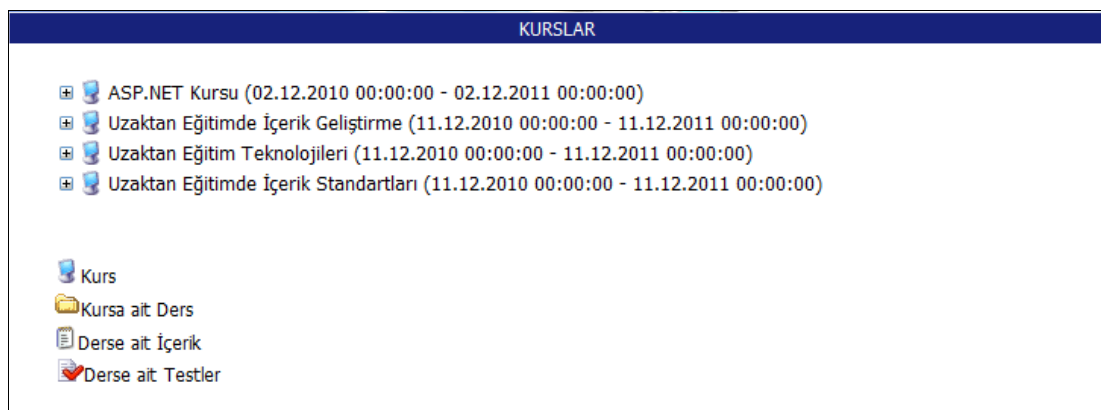 KURSLAR
ASP.NET Kursu (02.12.2010 00:00:00 - 02.12.2011 00:00:00)
Uzaktan Eğitimde İçerik Geliştirme (11.12.2010 00:00:00 - 11.12.2011 00:00:00)
Uzaktan Eğitim Teknolojileri (11.12.2010 00:00:00 - 11.12.2011 00:00:00)
Uzaktan Eğitimde İçerik Standartları (11.12.2010 00:00:00 - 11.12.2011 00:00:00)
Kurs
Kursa ait Ders
Derse ait İçerik
Derse ait Testler